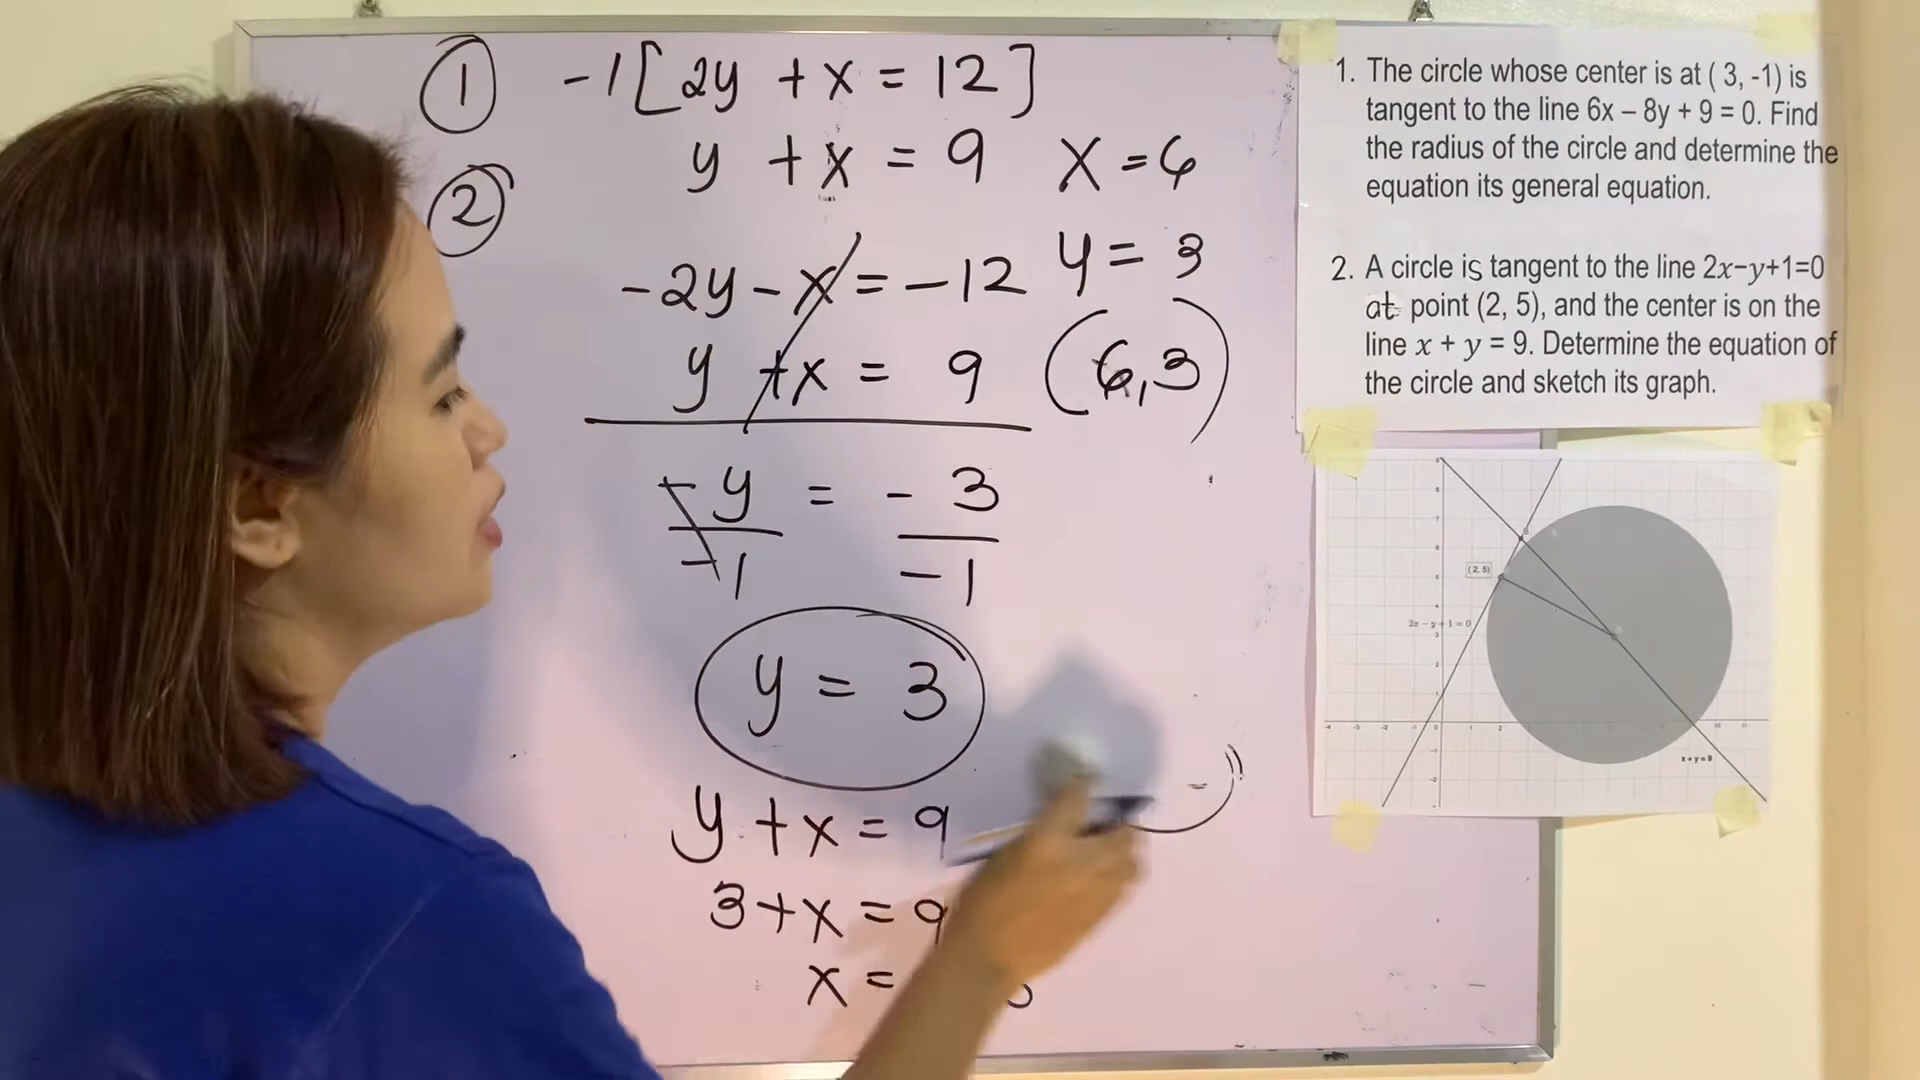 ① -1[2y + x = 12]
② y + x = 9
-2y - x = -12
y + x = 9
-y = -3
-1 -1
y = 3
y + x = 9
3 + x = 9
x =
x = 6
y = 3
(6,3)
1. The circle whose center is at ( 3, -1) is
tangent to the line 6x – 8y + 9 = 0. Find
the radius of the circle and determine the
equation its general equation.
2. A circle is tangent to the line 2x−y+1=0
at point (2, 5), and the center is on the
line x + y = 9. Determine the equation of
the circle and sketch its graph.
(2, 5)
2x − y + 1 = 0
x + y = 9